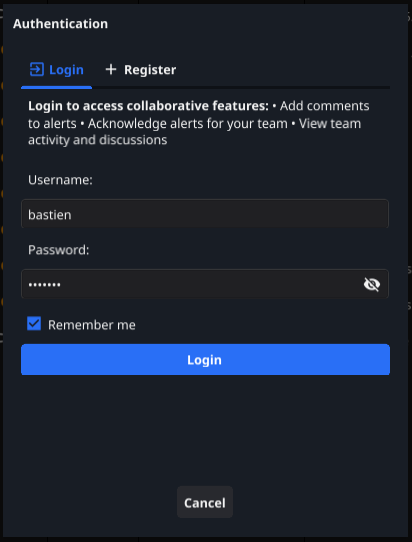 Authentication
Login
Register
Login to access collaborative features: • Add comments
to alerts • Acknowledge alerts for your team • View team
activity and discussions
Username:
bastien
Password:
•••••••
Remember me
Login
Cancel